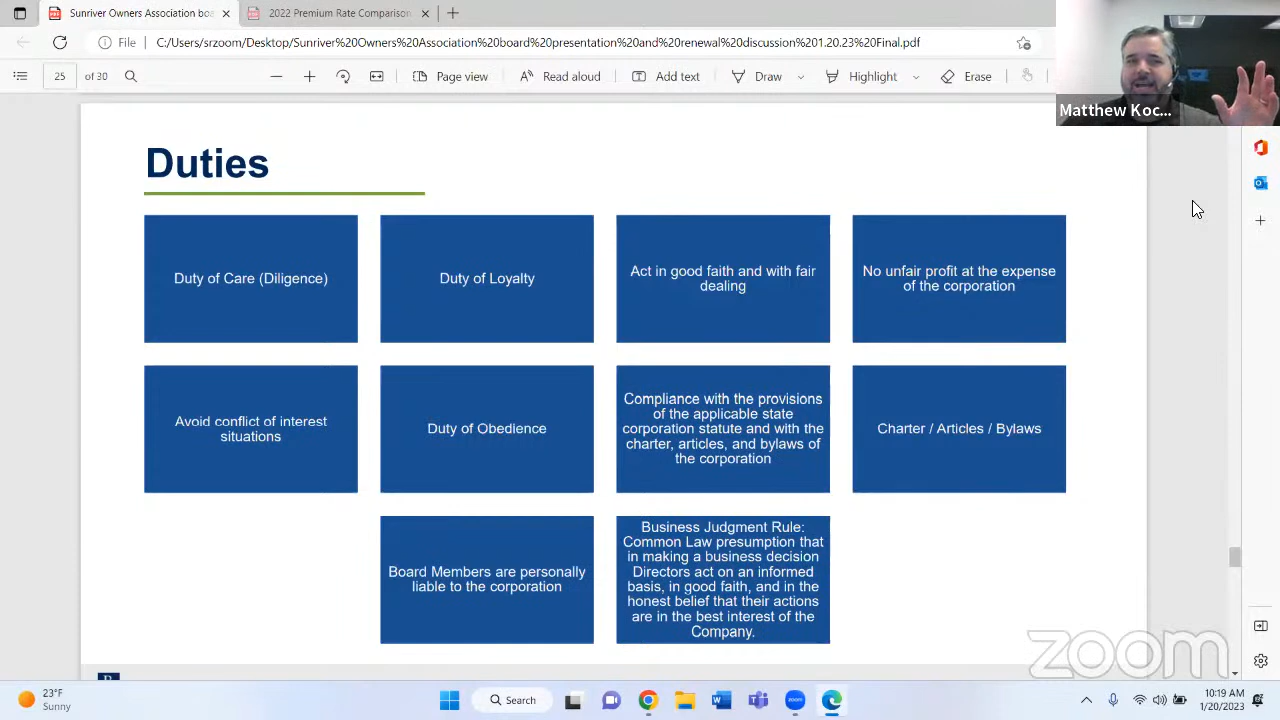 Sunriver Owners Association boa
2022 Premium Rate Comparison
File
C:/Users/srzoom/Desktop/Sunriver%20Owners%20Association%20board%20presentation%20and%20renewal%20discussion%201.20.23%20Final.pdf
25 of 30
Page view
Read aloud
Add text
Draw
Highlight
Erase
Matthew Koc...
Duties
Duty of Care (Diligence)
Duty of Loyalty
Act in good faith and with fair
dealing
No unfair profit at the expense
of the corporation
Avoid conflict of interest
situations
Duty of Obedience
Compliance with the provisions
of the applicable state
corporation statute and with the
charter, articles, and bylaws of
the corporation
Charter / Articles / Bylaws
Board Members are personally
liable to the corporation
Business Judgment Rule:
Common Law presumption that
in making a business decision
Directors act on an informed
basis, in good faith, and in the
honest belief that their actions
are in the best interest of the
Company.
zoom
23°F
Sunny
Search
10:19 AM
1/20/2023